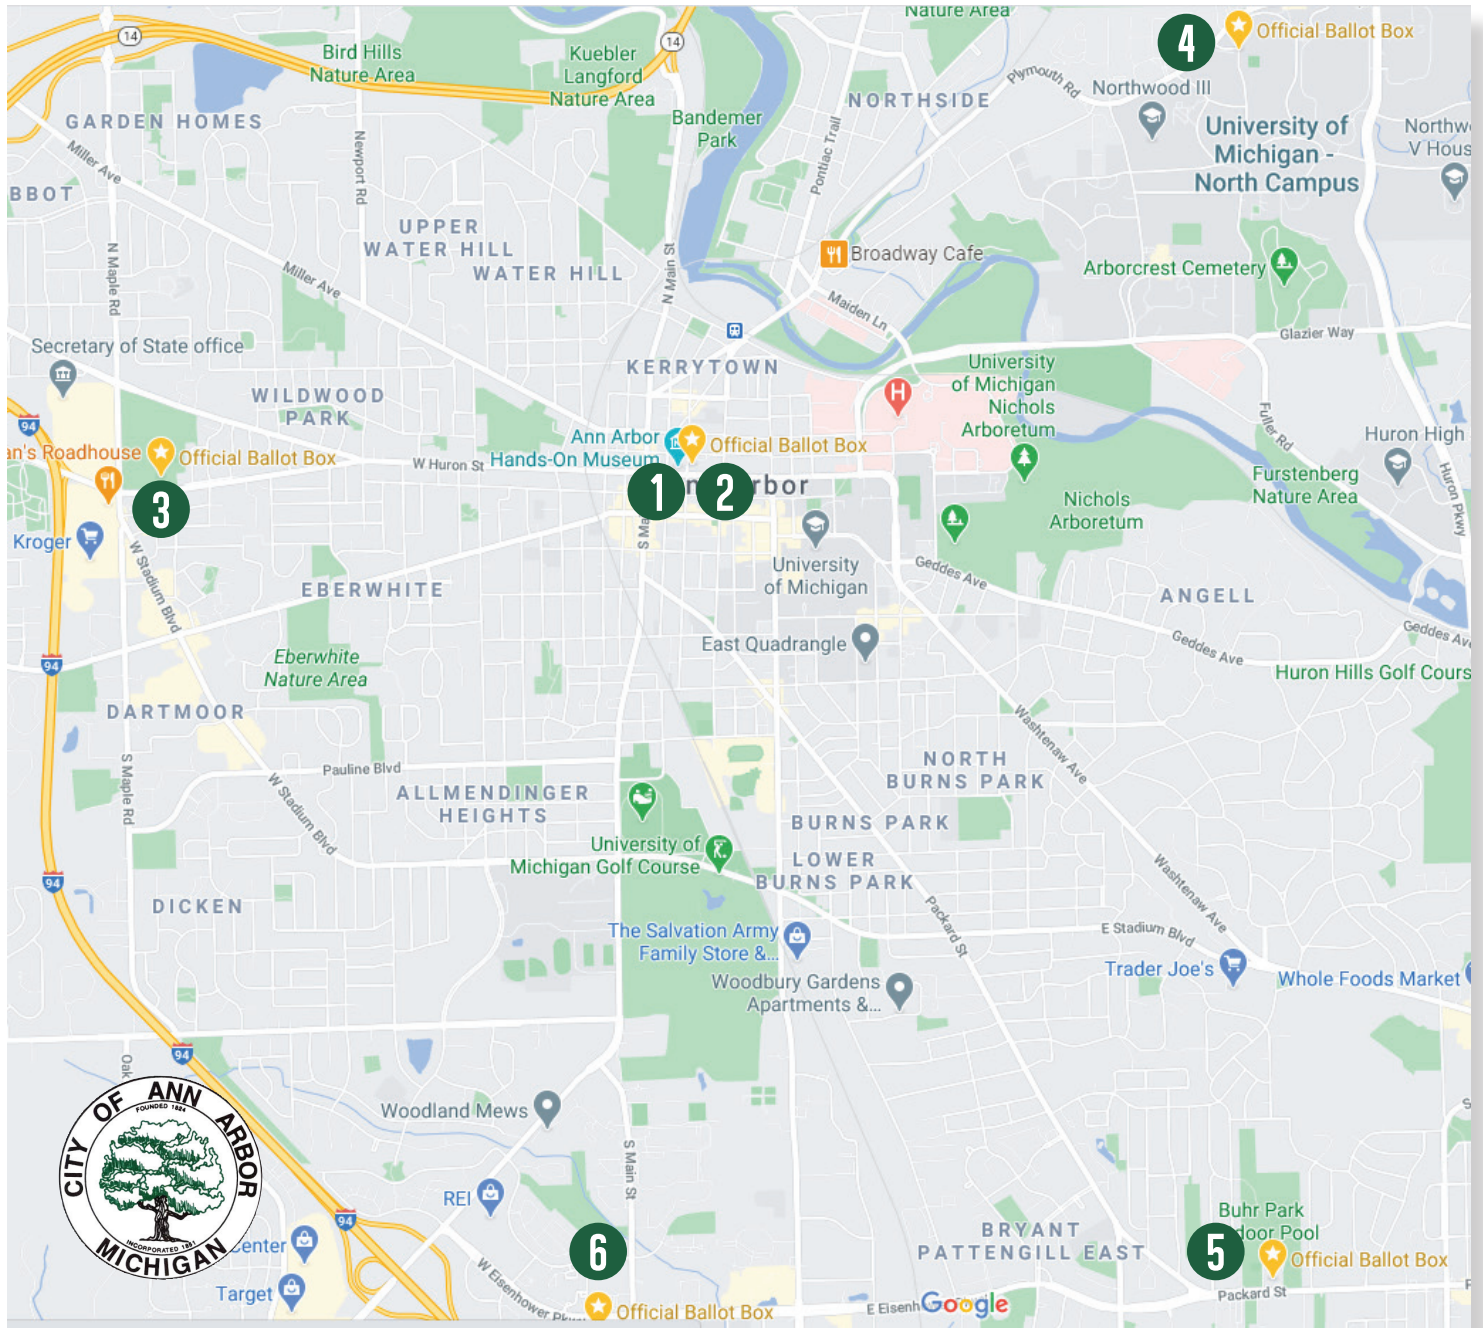 Nature Area
14
14
4
Official Ballot Box
Bird Hills
Nature Area
Kuebler
Langford
Nature Area
Plymouth Rd
Northwood III
NORTHSIDE
GARDEN HOMES
Bandemer
Park
University of
Michigan -
North Campus
Miller Ave
Newport Rd
Pontiac Trail
UPPER
WATER HILL
WATER HILL
N Maple Rd
Miller Ave
N Main St
Broadway Cafe
Arborcrest Cemetery
Maiden Ln
Glazier Way
Secretary of State office
KERRYTOWN
University
of Michigan
Nichols
Arboretum
H
WILDWOOD
PARK
94
Fuller Rd
Ann Arbor
Hands-On Museum
Official Ballot Box
Huron High
an's Roadhouse
Official Ballot Box
W Huron St
1
2
3
Furstenberg
Nature Area
Huron Pkwy
Nichols
Arboretum
Kroger
W Stadium Blvd
University
of Michigan
Geddes Ave
EBERWHITE
ANGELL
East Quadrangle
Geddes Ave
Geddes Ave
94
Eberwhite
Nature Area
Huron Hills Golf Cours
DARTMOOR
Washtenaw Ave
S Maple Rd
Pauline Blvd
W Stadium Blvd
NORTH
BURNS PARK
ALLMENDINGER
HEIGHTS
BURNS PARK
University of
Michigan Golf Course
LOWER
BURNS PARK
94
Washtenaw Ave
DICKEN
Packard St
The Salvation Army
Family Store &...
E Stadium Blvd
Trader Joe's
Whole Foods Market
Woodbury Gardens
Apartments &...
94
Oak
CITY OF ANN ARBOR
FOUNDED 1824
INCORPORATED 1851
MICHIGAN
Woodland Mews
S Main St
REI
94
Center
Target
W Eisenhower Pkwy
6
Official Ballot Box
BRYANT
PATTENGILL EAST
Buhr Park
door Pool
5
Official Ballot Box
Packard St
E Eisenh
Google